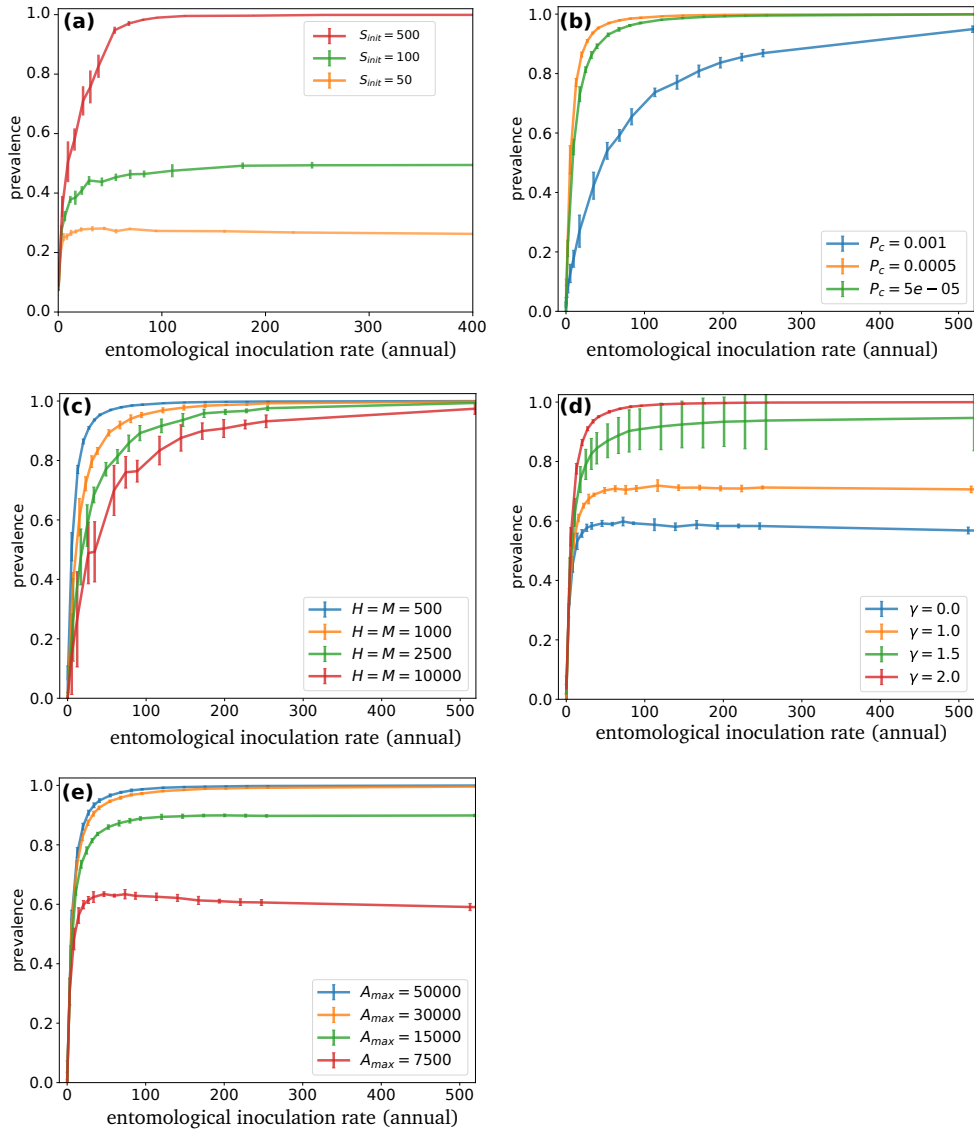 (a)
S_init = 500
S_init = 100
S_init = 50
1.0
0.8
0.6
0.4
0.2
0.0
prevalence
0 100 200 300 400
entomological inoculation rate (annual)
(b)
1.0
0.8
0.6
0.4
0.2
0.0
prevalence
P_c = 0.001
P_c = 0.0005
P_c = 5e − 05
0 100 200 300 400 500
entomological inoculation rate (annual)
(c)
1.0
0.8
0.6
0.4
0.2
0.0
prevalence
H = M = 500
H = M = 1000
H = M = 2500
H = M = 10000
0 100 200 300 400 500
entomological inoculation rate (annual)
(d)
1.0
0.8
0.6
0.4
0.2
0.0
prevalence
γ = 0.0
γ = 1.0
γ = 1.5
γ = 2.0
0 100 200 300 400 500
entomological inoculation rate (annual)
(e)
1.0
0.8
0.6
0.4
0.2
0.0
prevalence
A_max = 50000
A_max = 30000
A_max = 15000
A_max = 7500
0 100 200 300 400 500
entomological inoculation rate (annual)